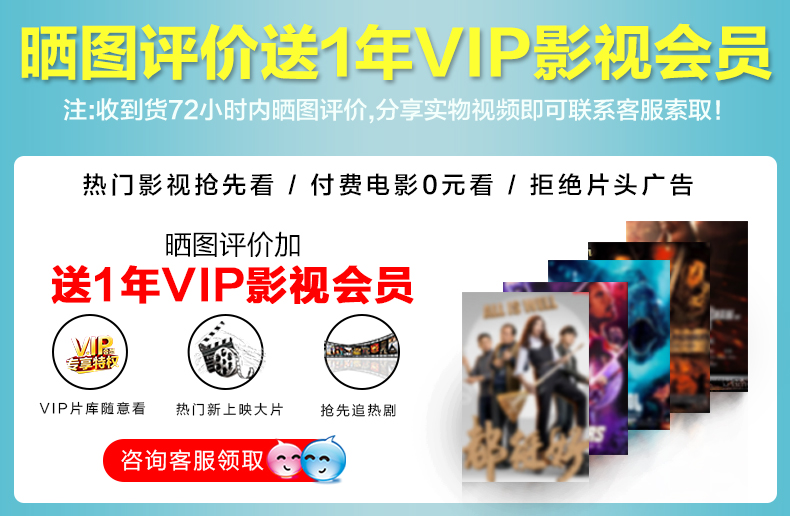 晒图评价送1年VIP影视会员
注:收到货72小时内晒图评价,分享实物视频即可联系客服索取!
热门影视抢先看 / 付费电影0元看 / 拒绝片头广告
晒图评价加
送1年VIP影视会员
VIP
专享特权
VIP片库随意看
热门新上映大片
抢先追热剧
咨询客服领取
ALL IS WELL